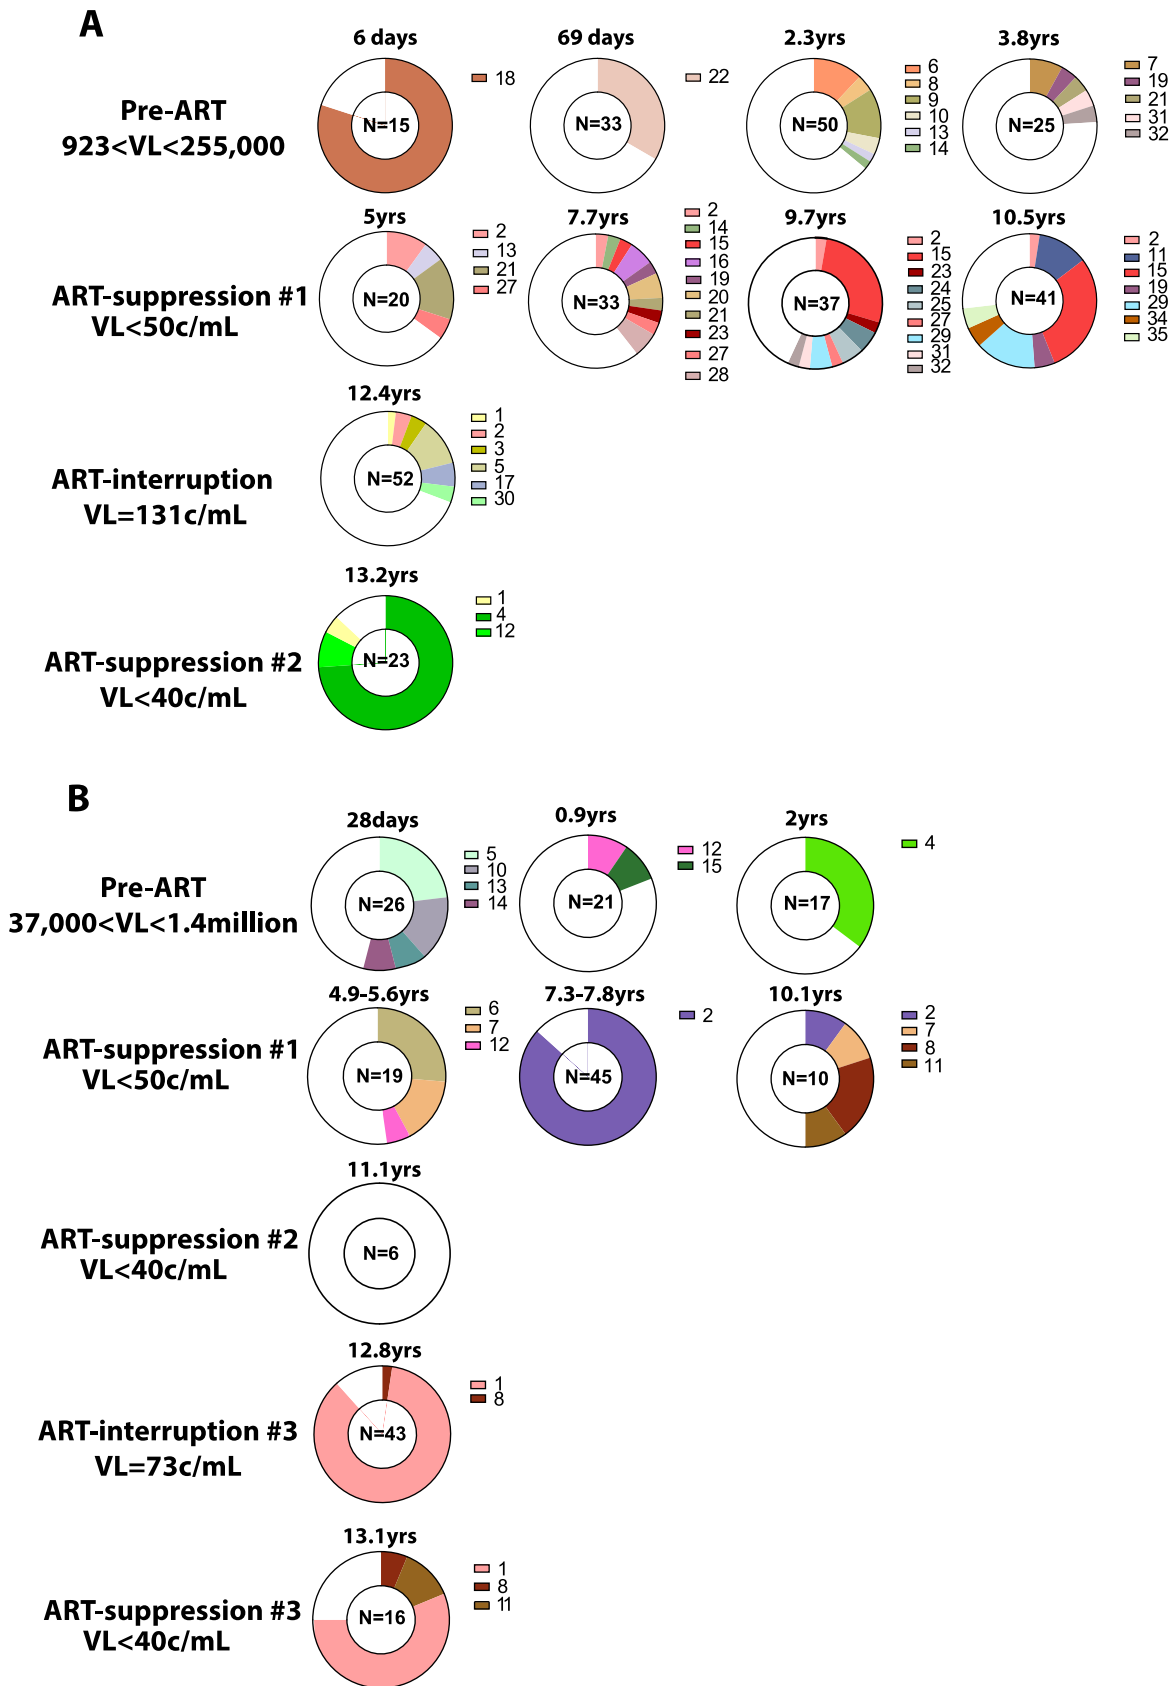 A
6 days
69 days
2.3yrs
3.8yrs
Pre-ART
923<VL<255,000
N=15
18
N=33
22
N=50
6
8
9
10
13
14
N=25
7
19
21
31
32
5yrs
7.7yrs
9.7yrs
10.5yrs
ART-suppression #1
VL<50c/mL
N=20
2
13
21
27
N=33
2
14
15
16
19
20
21
23
27
28
N=37
2
15
23
24
25
27
29
31
32
N=41
2
11
15
19
29
34
35
12.4yrs
ART-interruption
VL=131c/mL
N=52
1
2
3
5
17
30
13.2yrs
ART-suppression #2
VL<40c/mL
N=23
1
4
12
B
28days
0.9yrs
2yrs
Pre-ART
37,000<VL<1.4million
N=26
5
10
13
14
N=21
12
15
N=17
4
4.9-5.6yrs
7.3-7.8yrs
10.1yrs
ART-suppression #1
VL<50c/mL
N=19
6
7
12
N=45
2
N=10
2
7
8
11
11.1yrs
ART-suppression #2
VL<40c/mL
N=6
12.8yrs
ART-interruption #3
VL=73c/mL
N=43
1
8
13.1yrs
ART-suppression #3
VL<40c/mL
N=16
1
8
11